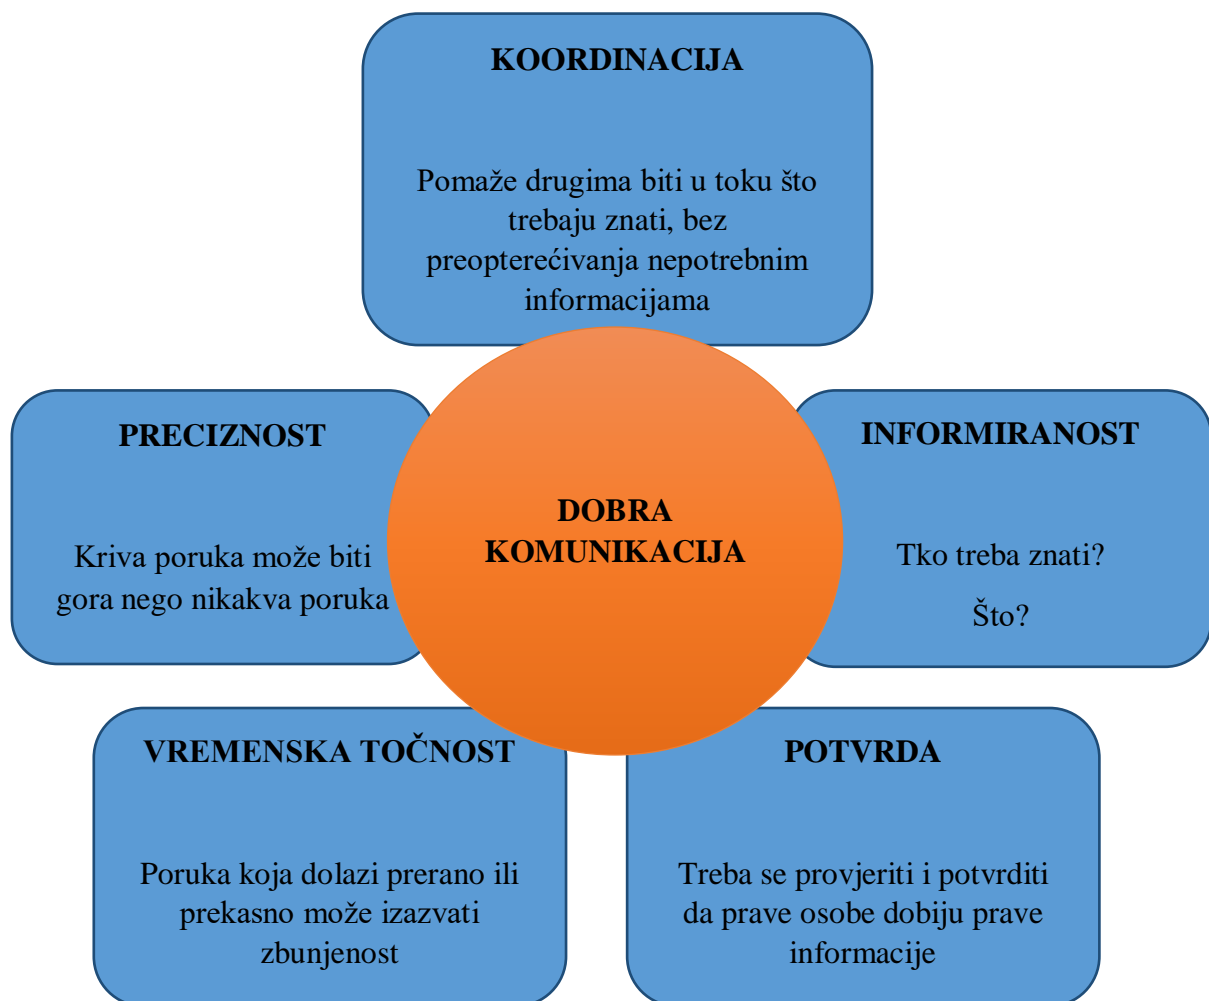 KOORDINACIJA
Pomaže drugima biti u toku što
trebaju znati, bez
preopterećivanja nepotrebnim
informacijama
PRECIZNOST
Kriva poruka može biti
gora nego nikakva poruka
DOBRA
KOMUNIKACIJA
INFORMIRANOST
Tko treba znati?
Što?
VREMENSKA TOČNOST
Poruka koja dolazi prerano ili
prekasno može izazvati
zbunjenost
POTVRDA
Treba se provjeriti i potvrditi
da prave osobe dobiju prave
informacije